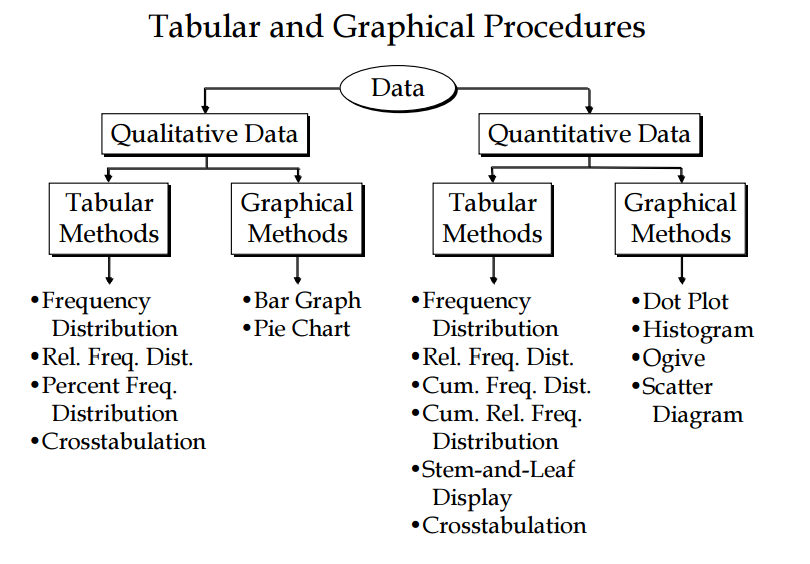 Tabular and Graphical Procedures
Data
Qualitative Data
Quantitative Data
Tabular
Methods
Graphical
Methods
Tabular
Methods
Graphical
Methods
•Frequency
Distribution
•Rel. Freq. Dist.
•Percent Freq.
Distribution
•Crosstabulation
•Bar Graph
•Pie Chart
•Frequency
Distribution
•Rel. Freq. Dist.
•Cum. Freq. Dist.
•Cum. Rel. Freq.
Distribution
•Stem-and-Leaf
Display
•Crosstabulation
•Dot Plot
•Histogram
•Ogive
•Scatter
Diagram